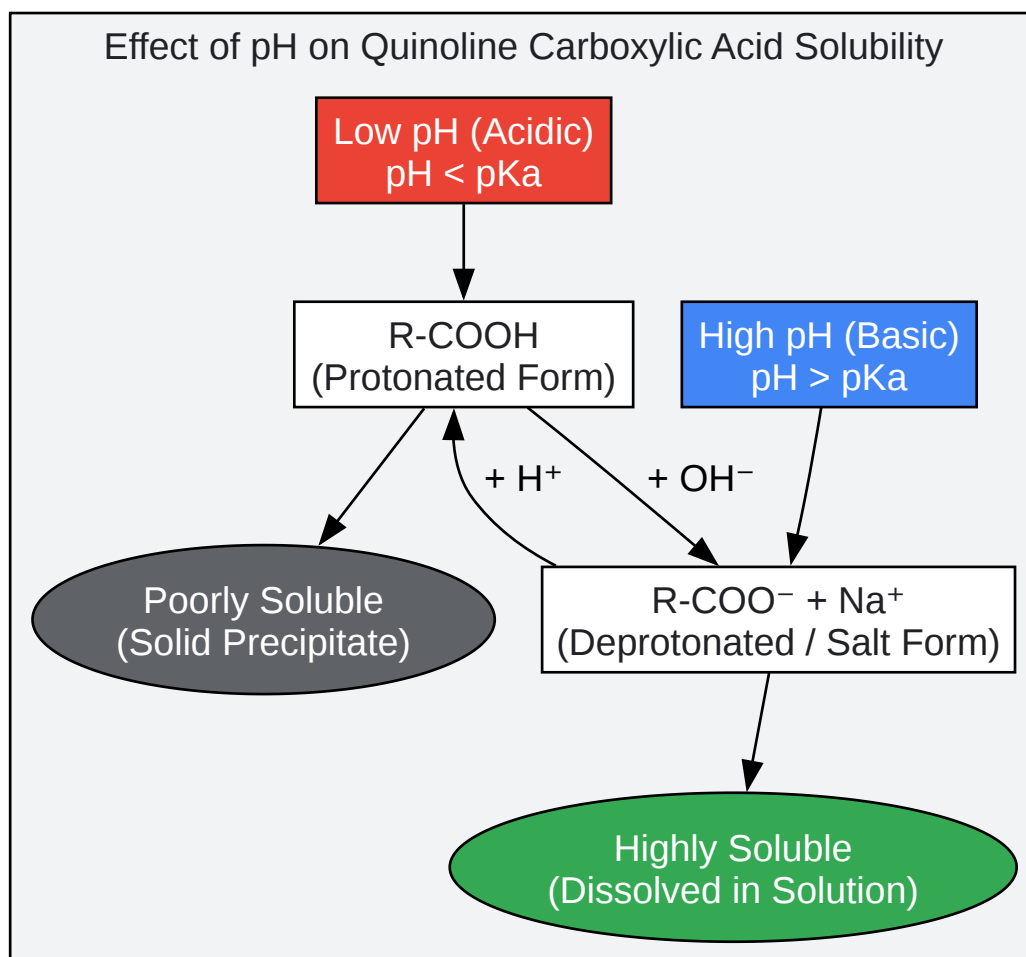 Effect of pH on Quinoline Carboxylic Acid Solubility
Low pH (Acidic)
pH < pKa
R-COOH
(Protonated Form)
High pH (Basic)
pH > pKa
+ H⁺
+ OH⁻
Poorly Soluble
(Solid Precipitate)
R-COO⁻ + Na⁺
(Deprotonated / Salt Form)
Highly Soluble
(Dissolved in Solution)